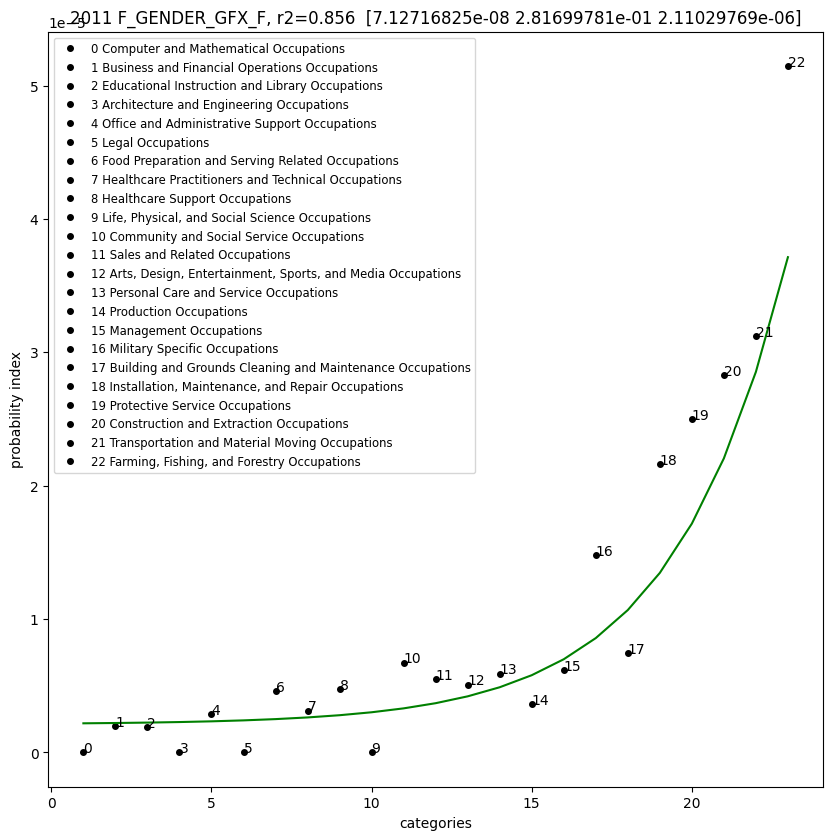 2011 F_GENDER_GFX_F, r2=0.856 [7.12716825e-08 2.81699781e-01 2.11029769e-06]
1e−5
0 Computer and Mathematical Occupations
1 Business and Financial Operations Occupations
2 Educational Instruction and Library Occupations
3 Architecture and Engineering Occupations
4 Office and Administrative Support Occupations
5 Legal Occupations
6 Food Preparation and Serving Related Occupations
7 Healthcare Practitioners and Technical Occupations
8 Healthcare Support Occupations
9 Life, Physical, and Social Science Occupations
10 Community and Social Service Occupations
11 Sales and Related Occupations
12 Arts, Design, Entertainment, Sports, and Media Occupations
13 Personal Care and Service Occupations
14 Production Occupations
15 Management Occupations
16 Military Specific Occupations
17 Building and Grounds Cleaning and Maintenance Occupations
18 Installation, Maintenance, and Repair Occupations
19 Protective Service Occupations
20 Construction and Extraction Occupations
21 Transportation and Material Moving Occupations
22 Farming, Fishing, and Forestry Occupations
probability index
5
4
3
2
1
0
0
1
2
3
4
5
6
7
8
9
10
11
12
13
14
15
16
17
18
19
20
21
22
0
5
10
15
20
categories